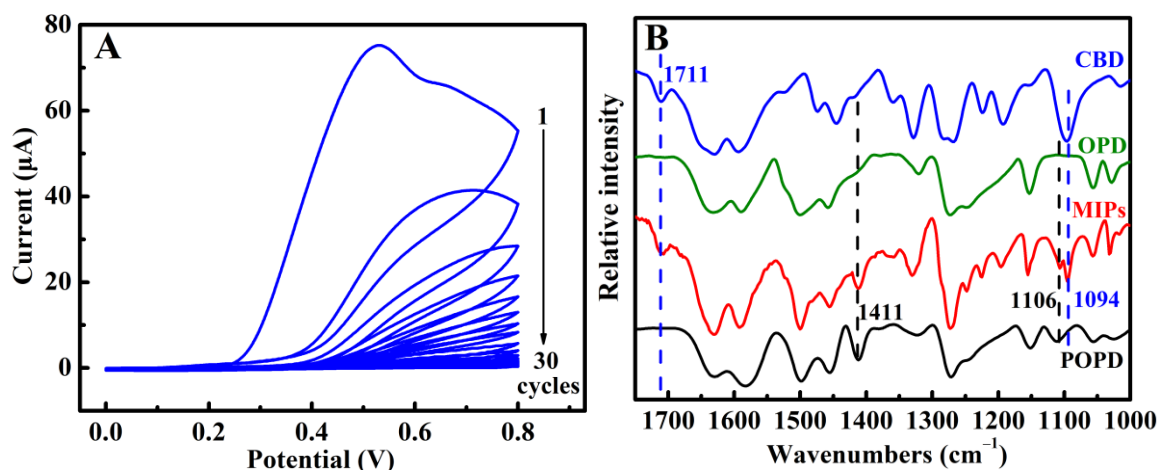 A
80
60
40
20
0
Current (µA)
1
30
cycles
0.0 0.2 0.4 0.6 0.8
Potential (V)
B
1711
CBD
OPD
MIPs
1411
1106
1094
POPD
Relative intensity
1700 1600 1500 1400 1300 1200 1100 1000
Wavenumbers (cm⁻¹)